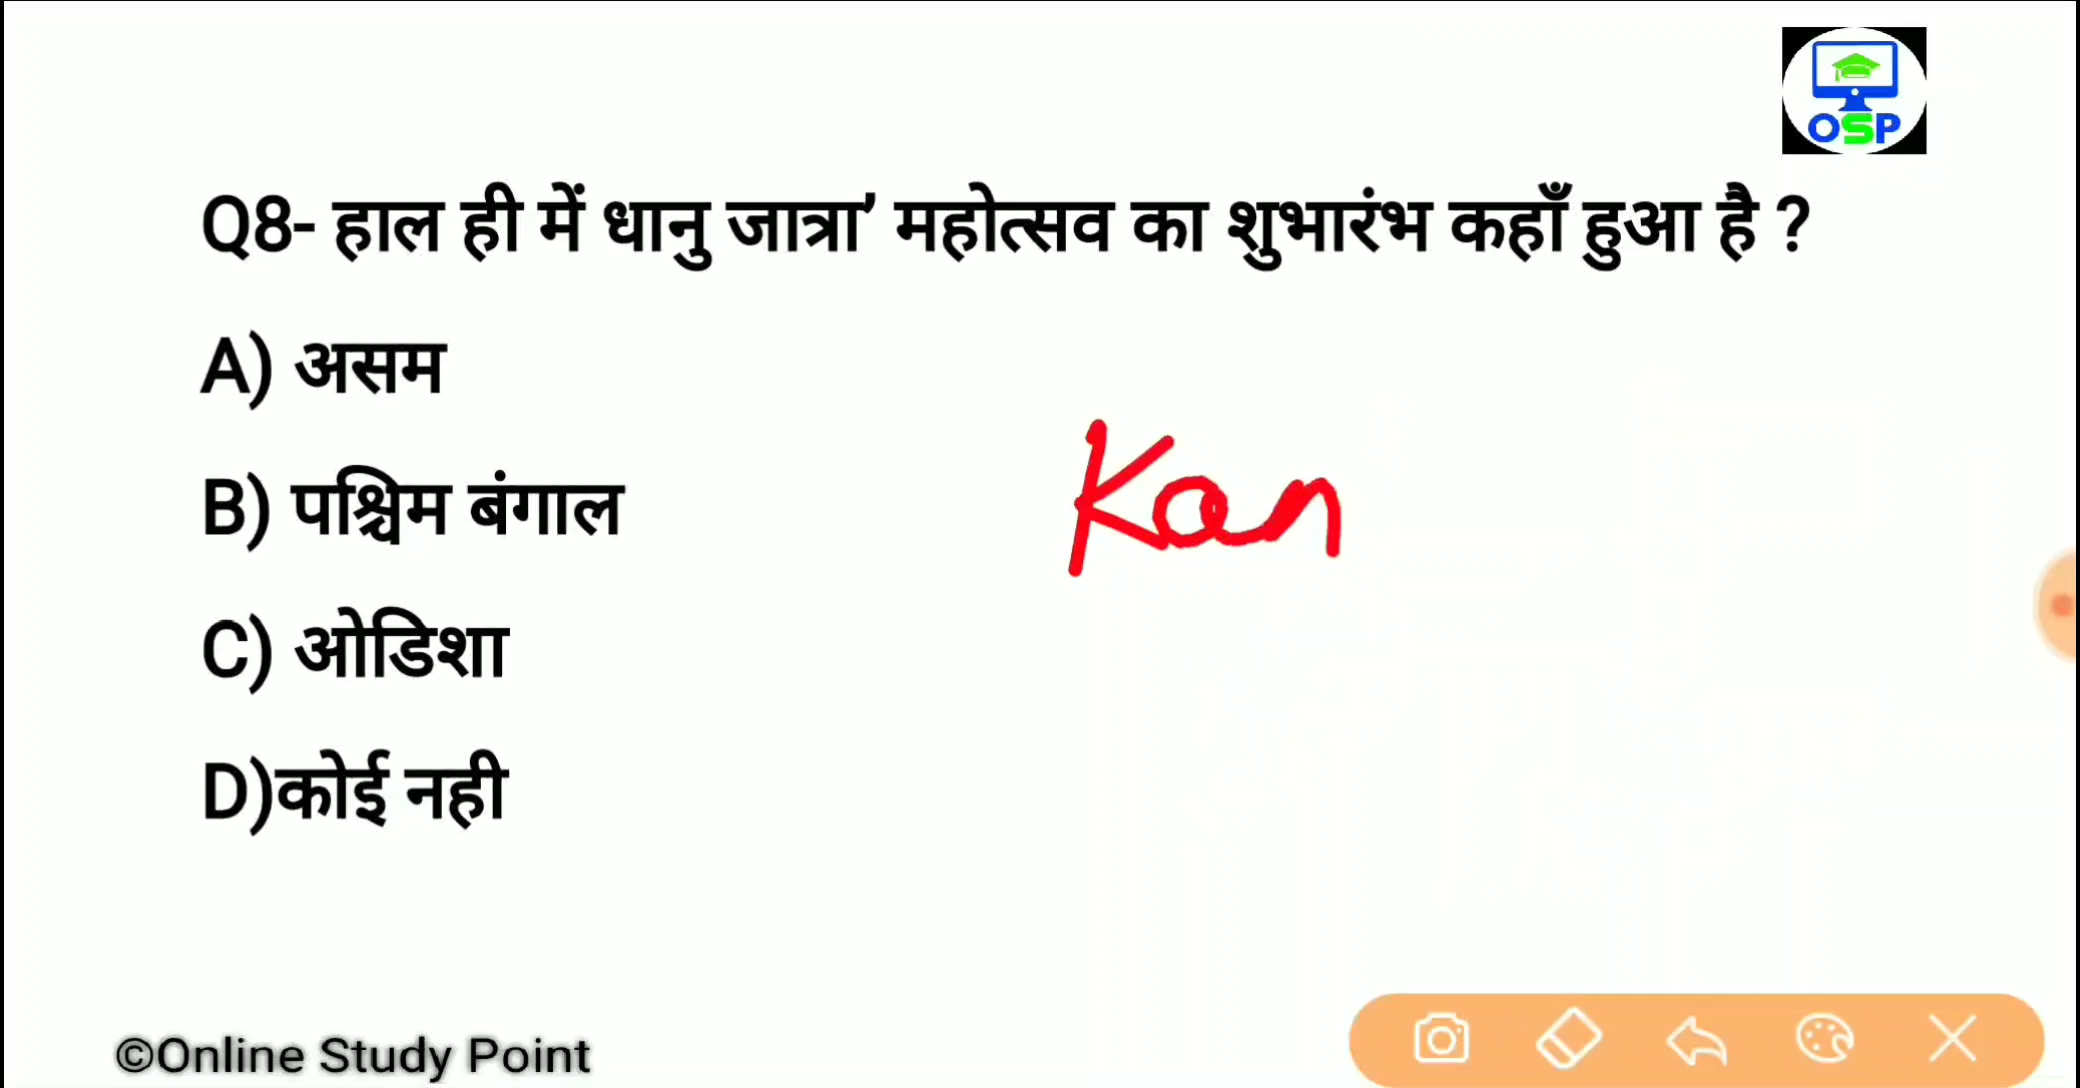 OSP
Q8- हाल ही में धानु जात्रा’ महोत्सव का शुभारंभ कहाँ हुआ है ?
A) असम
B) पश्चिम बंगाल
Kan
C) ओडिशा
D)कोई नही
©Online Study Point